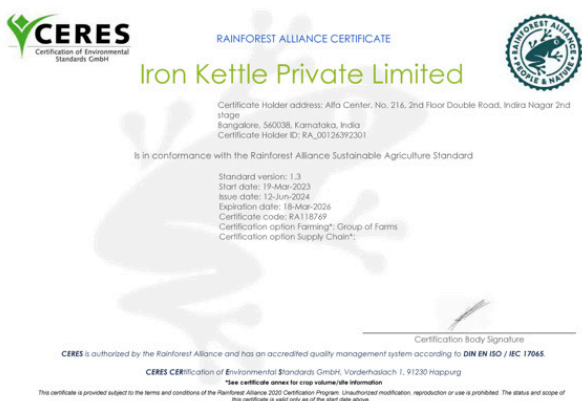 CERES
Certification of Environmental
Standards GmbH
RAINFOREST ALLIANCE CERTIFICATE
RAINFOREST ALLIANCE
PEOPLE & NATURE
Iron Kettle Private Limited
Certificate Holder address: Alfa Center, No. 216, 2nd Floor Double Road, Indira Nagar 2nd
stage
Bangalore, 560038, Karnataka, India
Certificate Holder ID: RA_00126392301
Is in conformance with the Rainforest Alliance Sustainable Agriculture Standard
Standard version: 1.3
Start date: 19-Mar-2023
Issue date: 12-Jun-2024
Expiration date: 18-Mar-2026
Certificate code: RA118769
Certification option Farming*: Group of Farms
Certification option Supply Chain*:
Certification Body Signature
CERES is authorized by the Rainforest Alliance and has an accredited quality management system according to DIN EN ISO / IEC 17065.
CERES CERtification of Environmental Standards GmbH, Vorderhaslach 1, 91230 Happurg
*See certificate annex for crop volume/site information
This certificate is provided subject to the terms and conditions of the Rainforest Alliance 2020 Certification Program. Unauthorized modification, reproduction or use is prohibited. The status and scope of
this certificate is valid only as of the start date above.